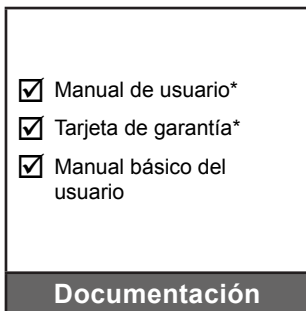 Manual de usuario*
Tarjeta de garantía*
Manual básico del
usuario
Documentación